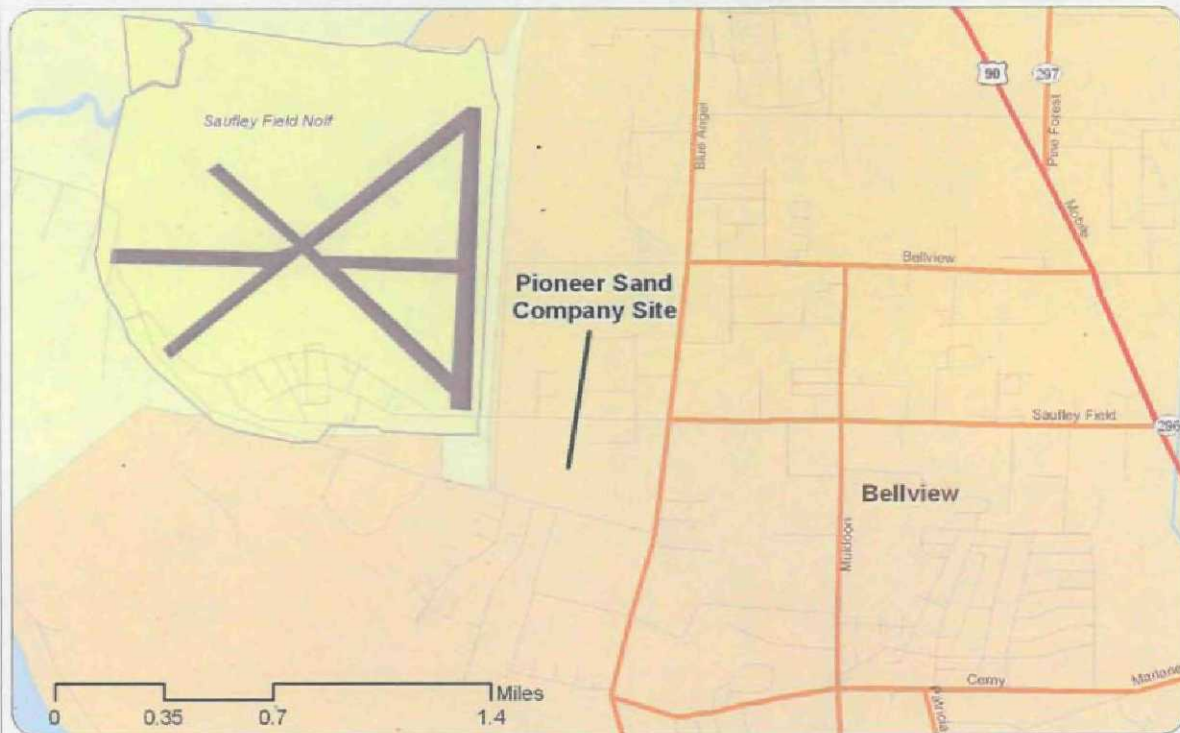 90
297
Saufley Field Nolf
Blue Angel
Pine Forest
Mobile
Bellview
Pioneer Sand
Company Site
Saufley Field
296
Bellview
Muldoon
Cerny
Marlane
Miles
0 0.35 0.7 1.4